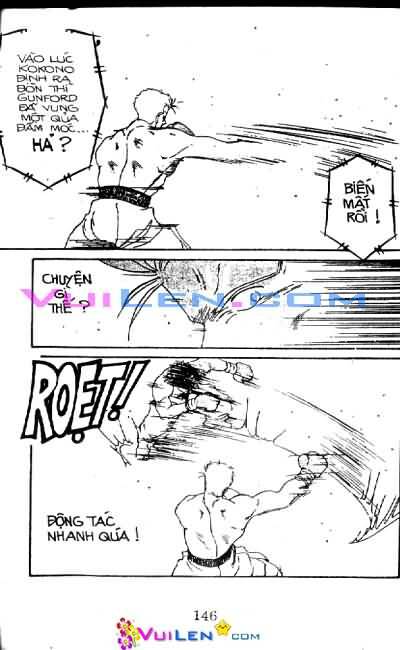 VÀO LÚC
KOKONO
ĐỊNH RA
ĐÒN THÌ
GUNFORD
ĐÃ VUNG
MỘT QUẢ
ĐẤM MÓC....
HẢ?
BIẾN
MẤT
RỒI!
CHUYỆN
GÌ
THẾ?
VUILEN.COM
ROẸT!
ĐỘNG TÁC
NHANH QUÁ!
146
VUILEN.COM